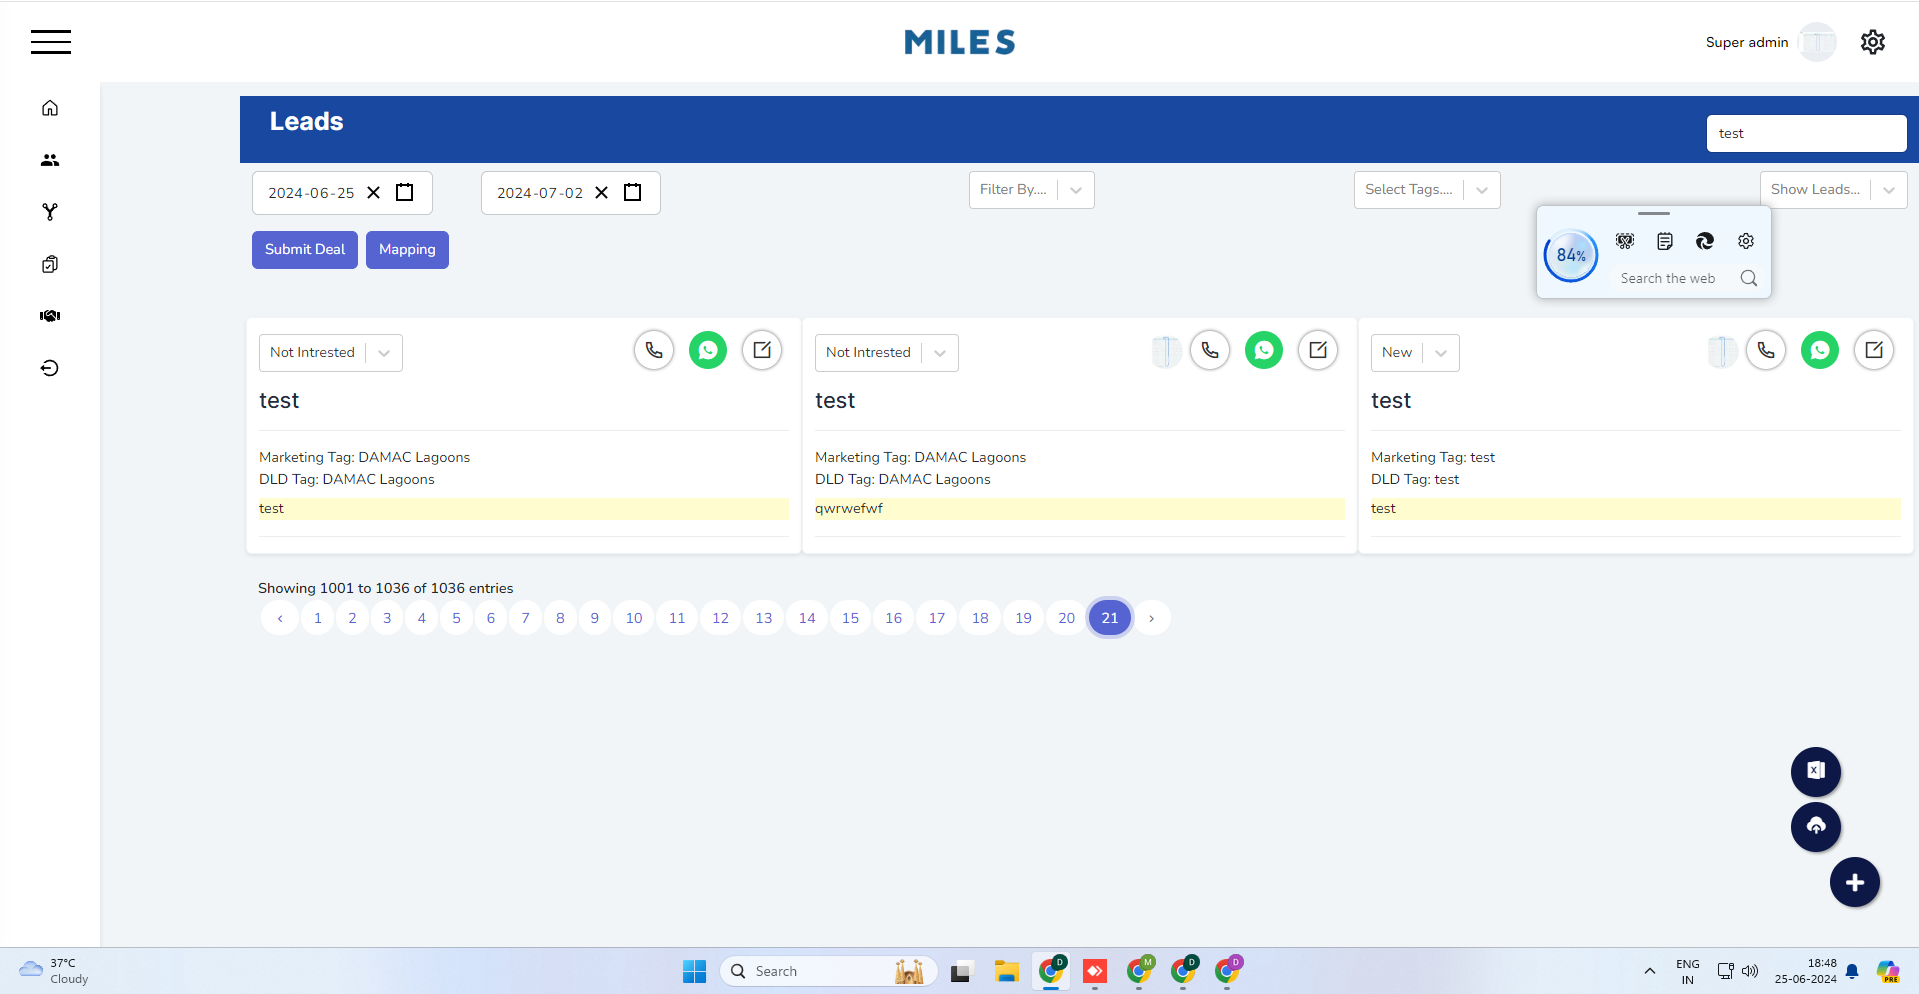 MILES
Super admin
Leads
test
2024-06-25
2024-07-02
Filter By....
Select Tags....
Show Leads...
Submit Deal
Mapping
84%
Search the web
Not Intrested
test
Marketing Tag: DAMAC Lagoons
DLD Tag: DAMAC Lagoons
test
Not Intrested
test
Marketing Tag: DAMAC Lagoons
DLD Tag: DAMAC Lagoons
qwrwefwf
New
test
Marketing Tag: test
DLD Tag: test
test
Showing 1001 to 1036 of 1036 entries
‹ 1 2 3 4 5 6 7 8 9 10 11 12 13 14 15 16 17 18 19 20 21 ›
37°C
Cloudy
Search
D
M
D
D
ENG
IN
18:48
25-06-2024
PRE